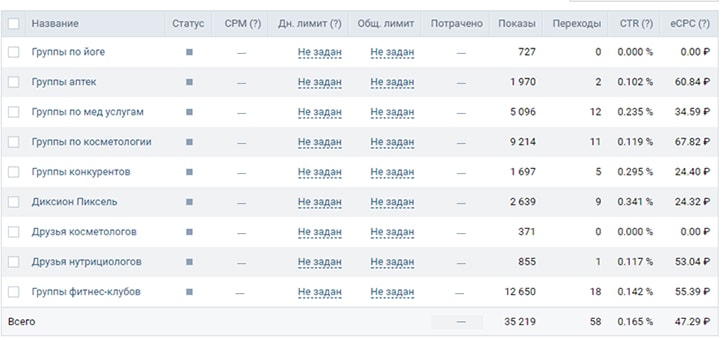 Название Статус CPM (?) Дн. лимит (?) Общ. лимит Потрачено Показы Переходы CTR (?) eCPC (?)
Группы по йоге — Не задан Не задан — 727 0 0.000 % 0.00 ₽
Группы аптек — Не задан Не задан — 1 970 2 0.102 % 60.84 ₽
Группы по мед услугам — Не задан Не задан — 5 096 12 0.235 % 34.59 ₽
Группы по косметологии — Не задан Не задан — 9 214 11 0.119 % 67.82 ₽
Группы конкурентов — Не задан Не задан — 1 697 5 0.295 % 24.40 ₽
Диксион Пиксель — Не задан Не задан — 2 639 9 0.341 % 24.32 ₽
Друзья косметологов — Не задан Не задан — 371 0 0.000 % 0.00 ₽
Друзья нутрициологов — Не задан Не задан — 855 1 0.117 % 53.04 ₽
Группы фитнес-клубов — Не задан Не задан — 12 650 18 0.142 % 55.39 ₽
Всего — 35 219 58 0.165 % 47.29 ₽